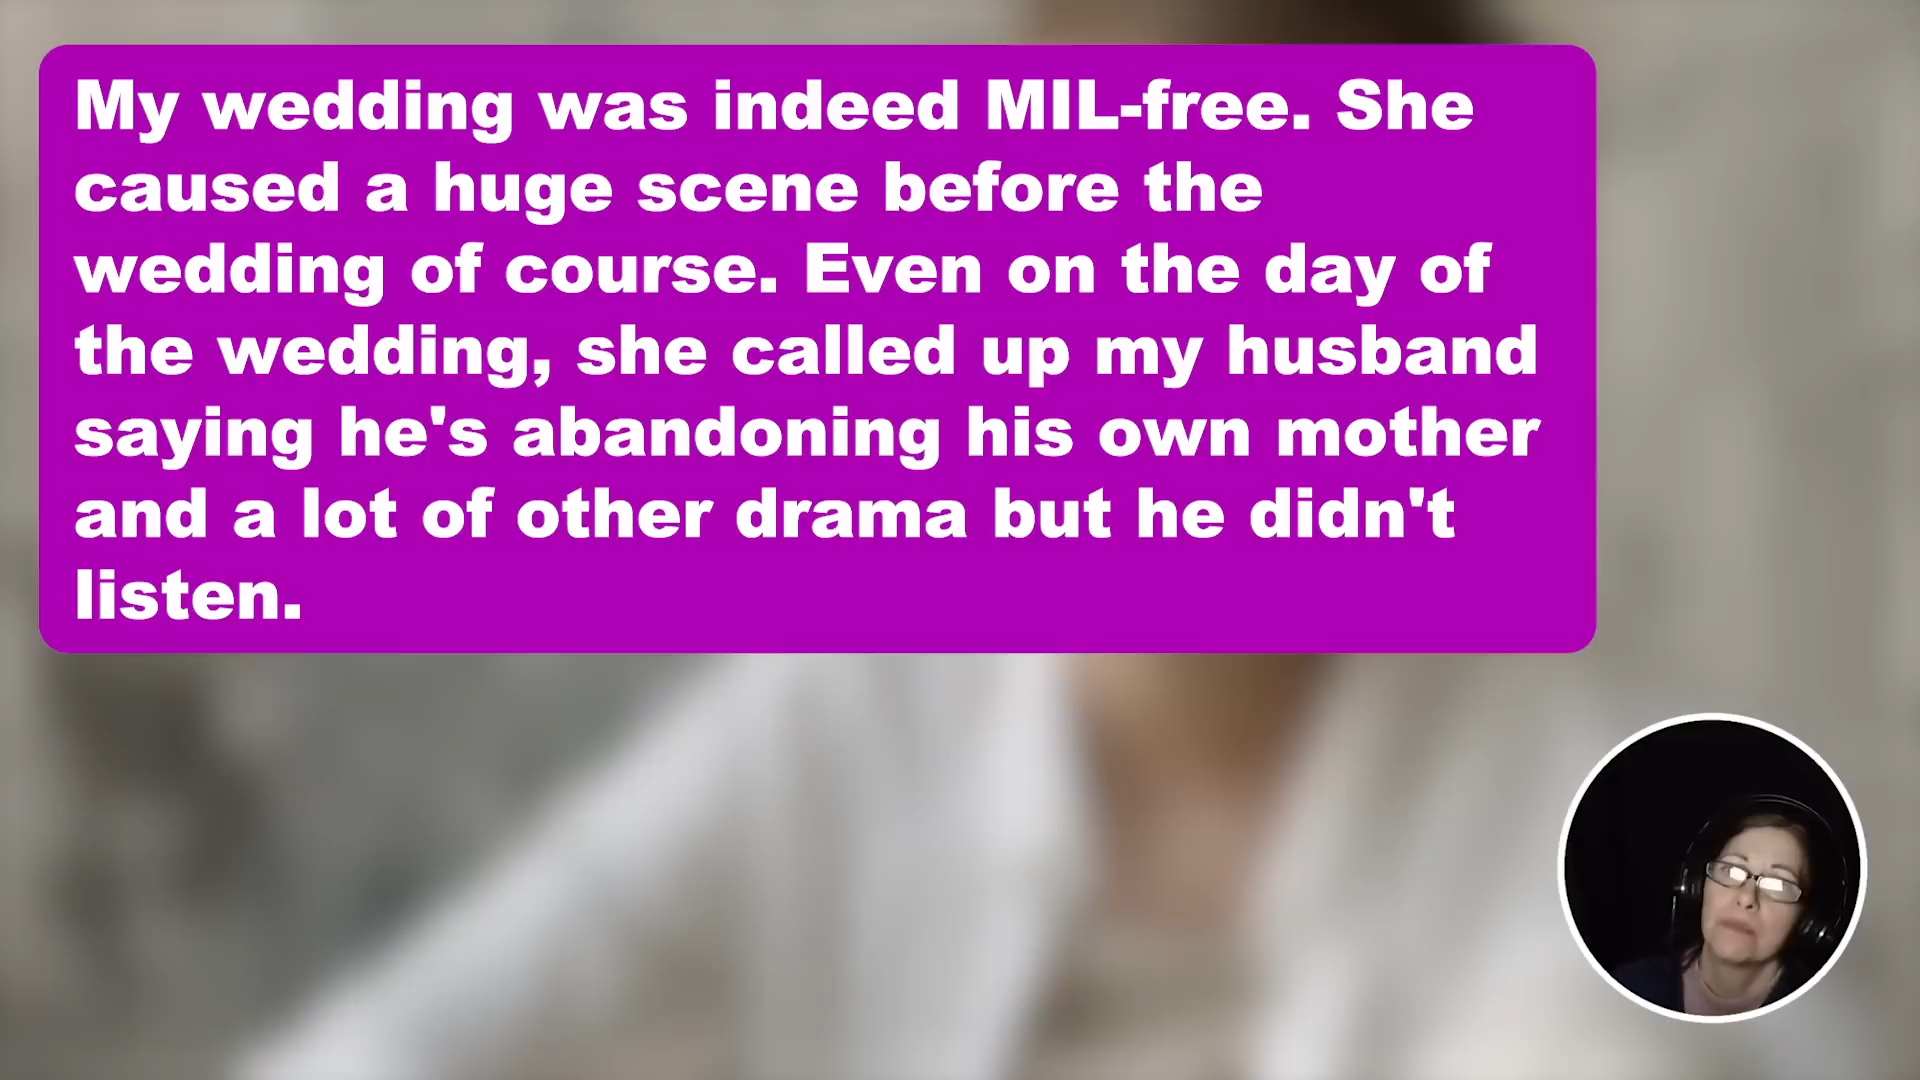 My wedding was indeed MIL-free. She
caused a huge scene before the
wedding of course. Even on the day of
the wedding, she called up my husband
saying he's abandoning his own mother
and a lot of other drama but he didn't
listen.